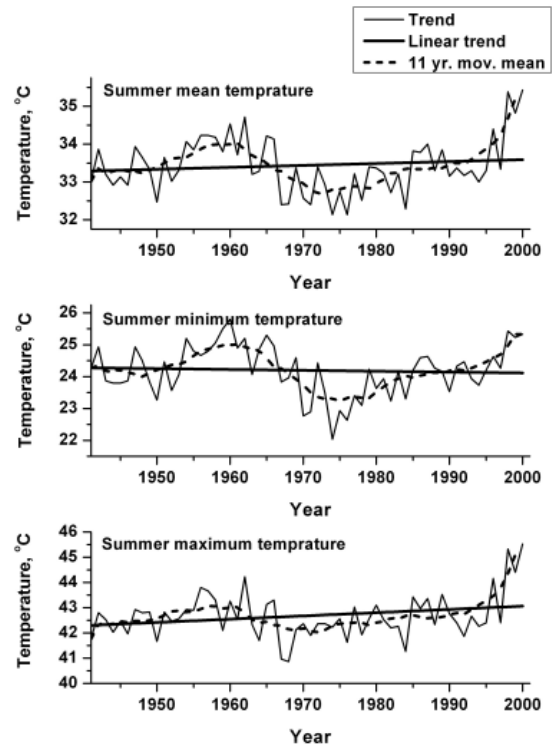 Trend
Linear trend
11 yr. mov. mean
Summer mean temprature
Temperature, °C
35
34
33
32
1950 1960 1970 1980 1990 2000
Year
Summer minimum temprature
Temperature, °C
26
25
24
23
22
1950 1960 1970 1980 1990 2000
Year
Summer maximum temprature
Temperature, °C
46
45
44
43
42
41
40
1950 1960 1970 1980 1990 2000
Year